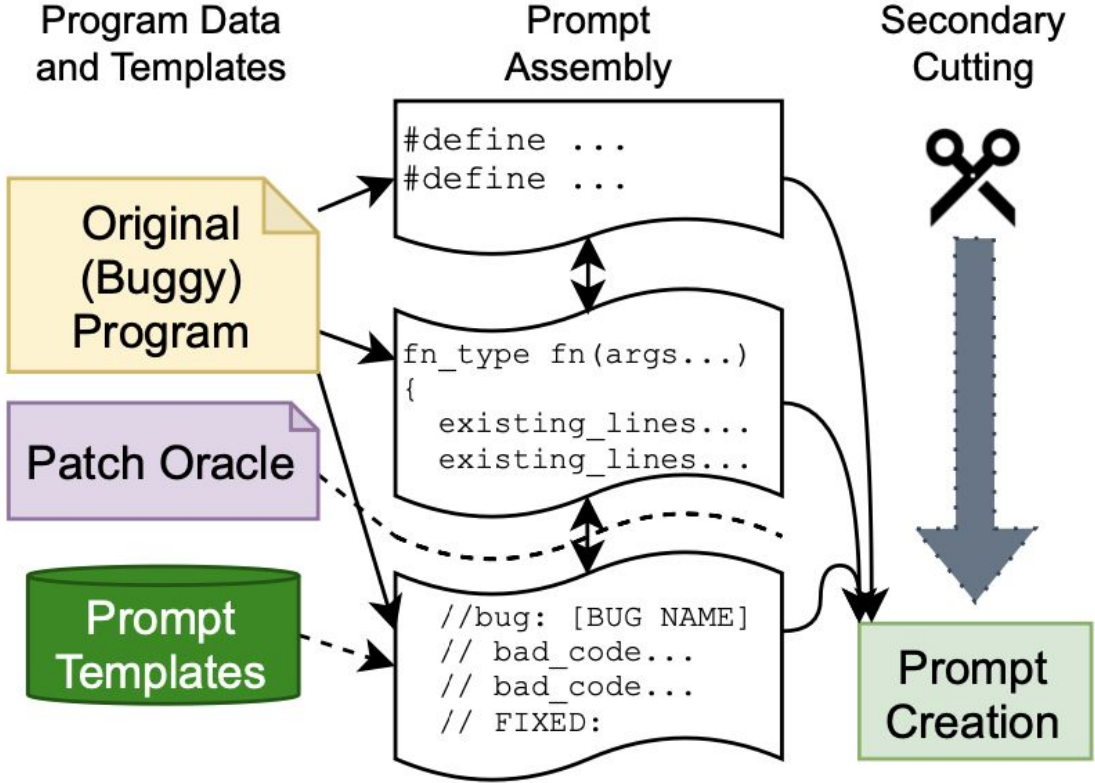 Program Data
and Templates
Prompt
Assembly
Secondary
Cutting
Original
(Buggy)
Program
Patch Oracle
Prompt
Templates
#define ...
#define ...
fn_type fn(args...)
{
  existing_lines...
  existing_lines...
//bug: [BUG NAME]
// bad_code...
// bad_code...
// FIXED:
Prompt
Creation